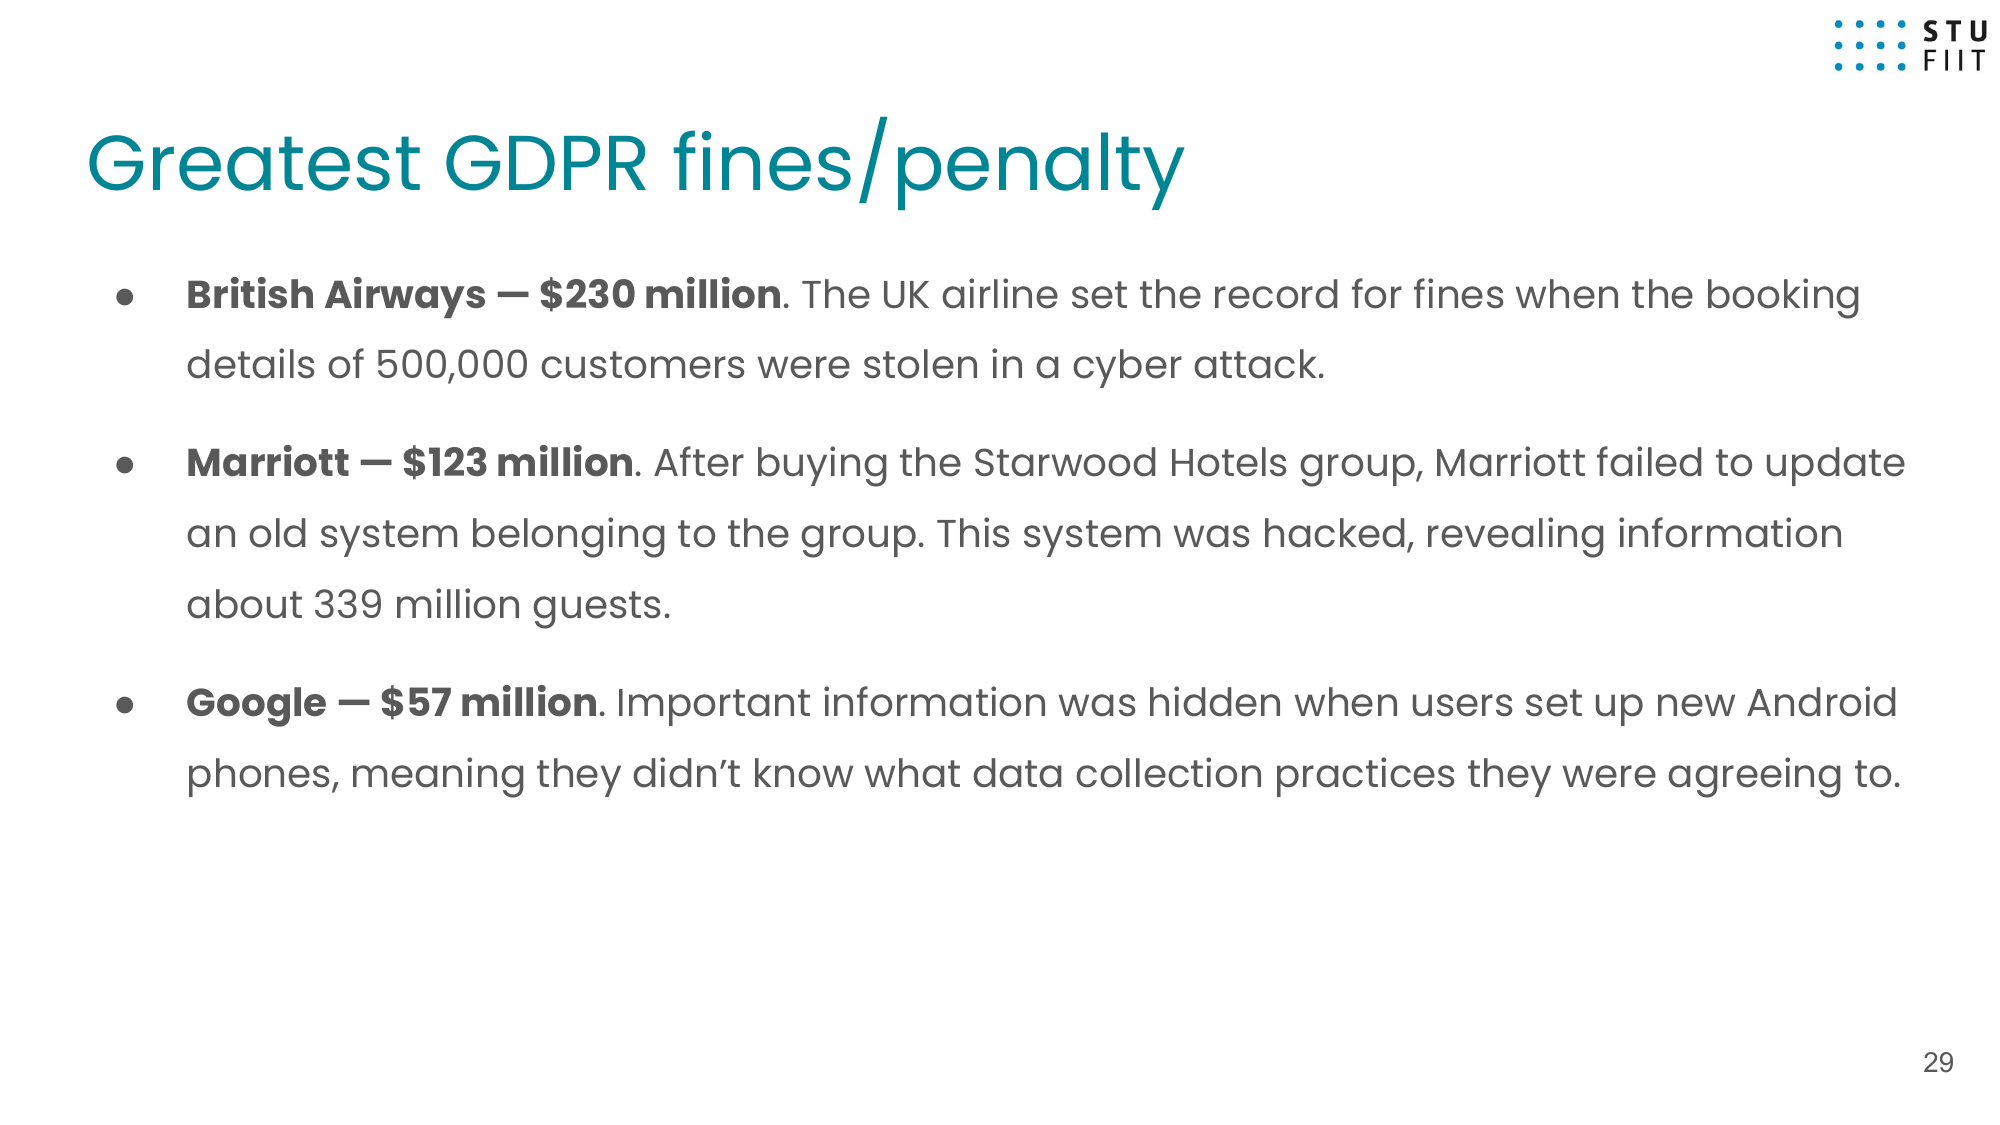 STU
FIIT
Greatest GDPR fines/penalty
● British Airways — $230 million. The UK airline set the record for fines when the booking
details of 500,000 customers were stolen in a cyber attack.
● Marriott — $123 million. After buying the Starwood Hotels group, Marriott failed to update
an old system belonging to the group. This system was hacked, revealing information
about 339 million guests.
● Google — $57 million. Important information was hidden when users set up new Android
phones, meaning they didn’t know what data collection practices they were agreeing to.
29